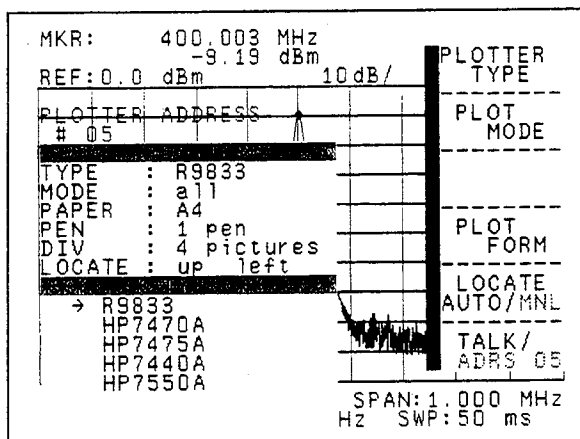 MKR: 400.003 MHz
-9.19 dBm
REF:0.0 dBm 10dB/
PLOTTER ADDRESS
# 05
TYPE : R9833
MODE : all
PAPER : A4
PEN : 1 pen
DIV : 4 pictures
LOCATE : up left
→ R9833
HP7470A
HP7475A
HP7440A
HP7550A
PLOTTER
TYPE
PLOT
MODE
PLOT
FORM
LOCATE
AUTO/MNL
TALK/
ADRS 05
SPAN:1.000 MHz
Hz SWP:50 ms